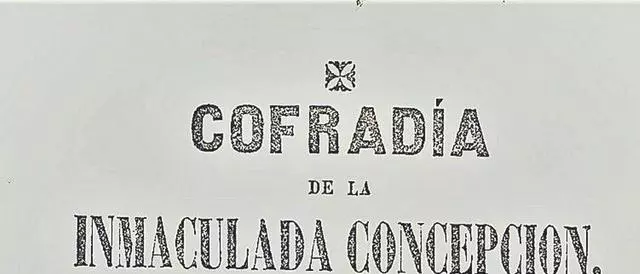 COFRADÍA
DE LA
INMACULADA CONCEPCION.